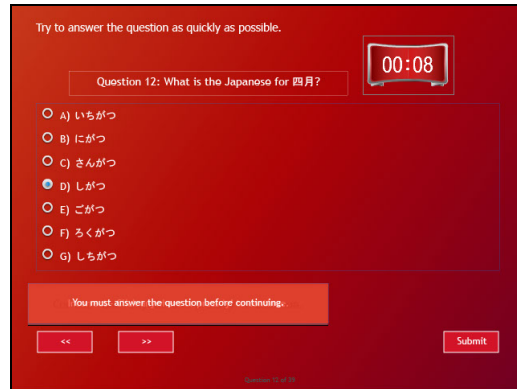 Try to answer the question as quickly as possible.
00:08
Question 12: What is the Japanese for 四月?
A) いちがつ
B) にがつ
C) さんがつ
D) しがつ
E) ごがつ
F) ろくがつ
G) しちがつ
You must answer the question before continuing.
<< >> Submit
Question 12 of 39